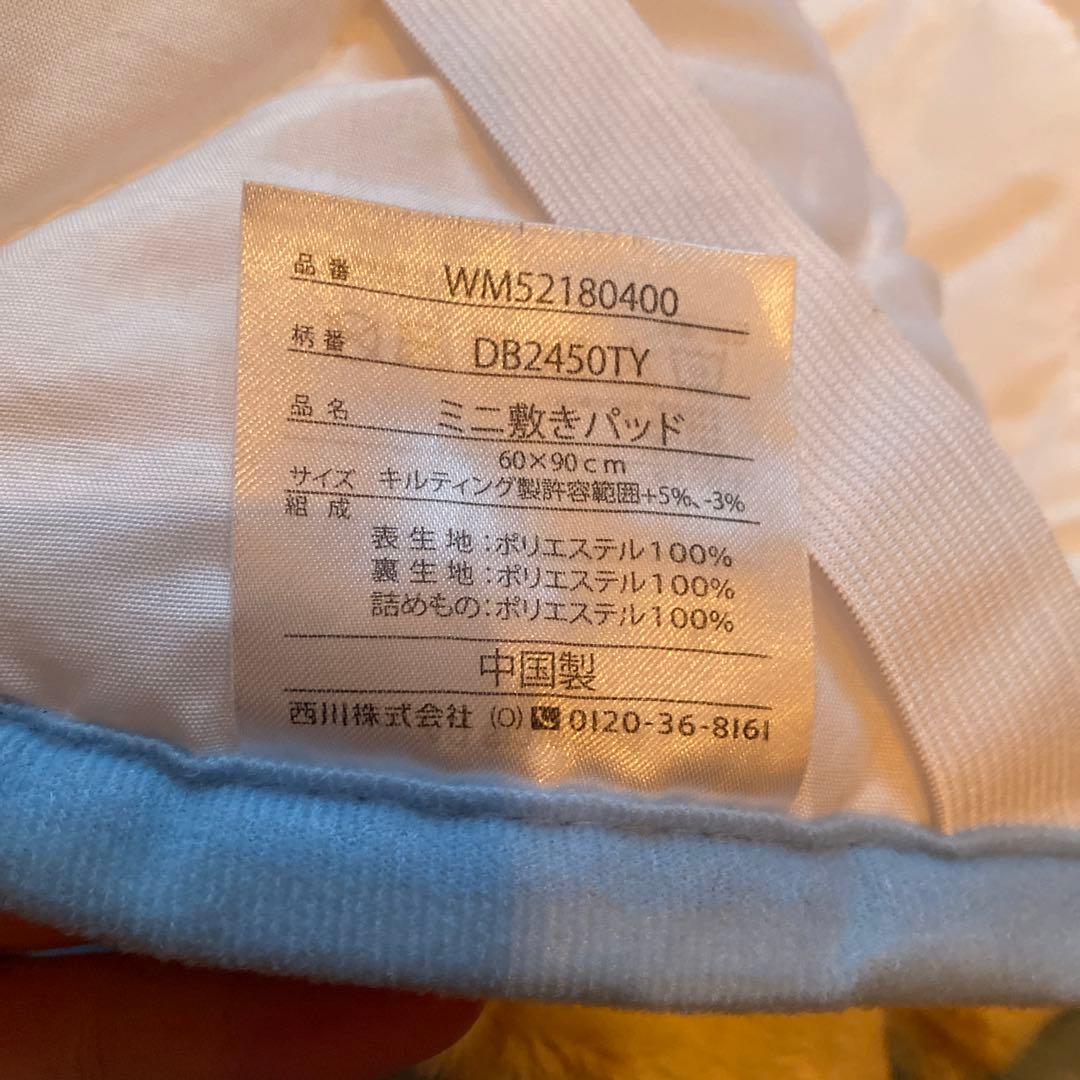 品番 WM52180400
柄番 DB2450TY
品名 ミニ敷きパッド
60×90cm
サイズ キルティング製許容範囲+5%、-3%
組成
表生地:ポリエステル100%
裏生地:ポリエステル100%
詰めもの:ポリエステル100%
中国製
西川株式会社 (O) 0120-36-8161